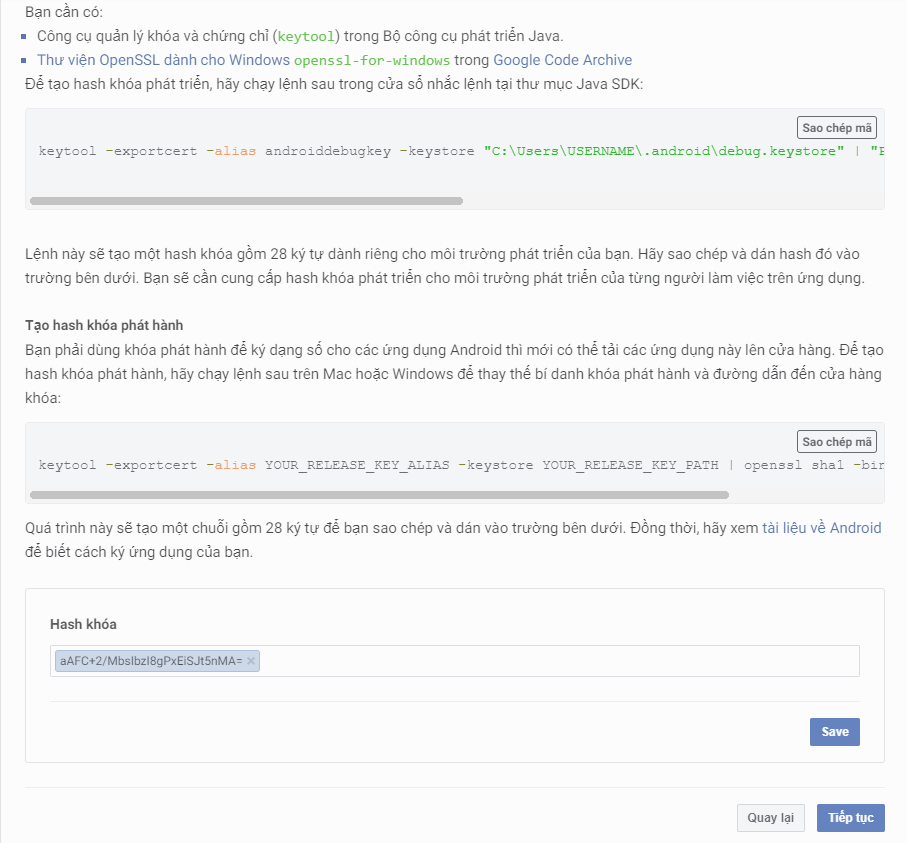 Bạn cần có:
Công cụ quản lý khóa và chứng chỉ (keytool) trong Bộ công cụ phát triển Java.
Thư viện OpenSSL dành cho Windows openssl-for-windows trong Google Code Archive
Để tạo hash khóa phát triển, hãy chạy lệnh sau trong cửa sổ nhắc lệnh tại thư mục Java SDK:
Sao chép mã
keytool -exportcert -alias androiddebugkey -keystore "C:\Users\USERNAME\.android\debug.keystore" | "
Lệnh này sẽ tạo một hash khóa gồm 28 ký tự dành riêng cho môi trường phát triển của bạn. Hãy sao chép và dán hash đó vào
trường bên dưới. Bạn sẽ cần cung cấp hash khóa phát triển cho môi trường phát triển của từng người làm việc trên ứng dụng.
Tạo hash khóa phát hành
Bạn phải dùng khóa phát hành để ký dạng số cho các ứng dụng Android thì mới có thể tải các ứng dụng này lên cửa hàng. Để tạo
hash khóa phát hành, hãy chạy lệnh sau trên Mac hoặc Windows để thay thế bí danh khóa phát hành và đường dẫn đến cửa hàng
khóa:
Sao chép mã
keytool -exportcert -alias YOUR_RELEASE_KEY_ALIAS -keystore YOUR_RELEASE_KEY_PATH | openssl sha1 -bin
Quá trình này sẽ tạo một chuỗi gồm 28 ký tự để bạn sao chép và dán vào trường bên dưới. Đồng thời, hãy xem tài liệu về Android
để biết cách ký ứng dụng của bạn.
Hash khóa
aAFC+2/MbsIbzI8gPxEiSJt5nMA=
Save
Quay lại
Tiếp tục